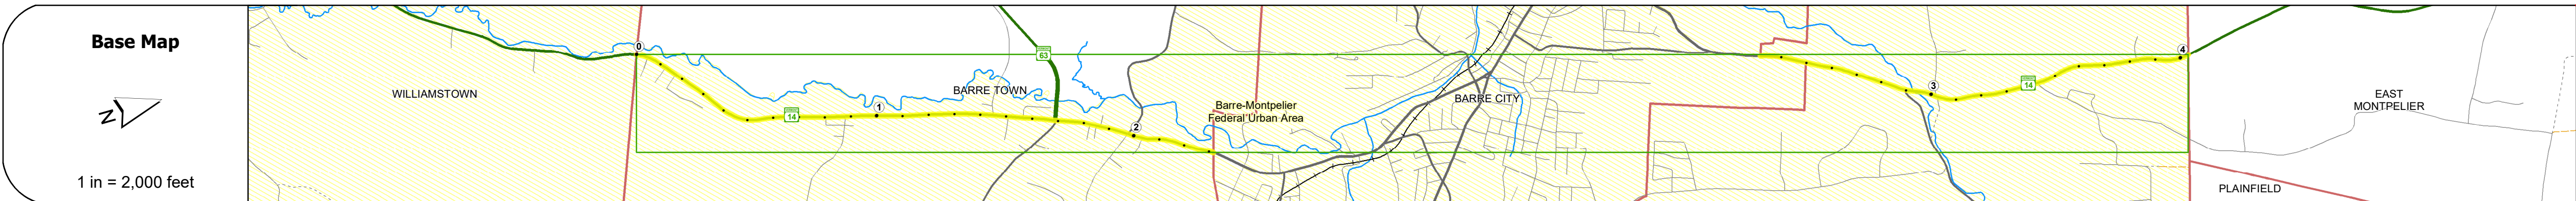 Base Map
N
1 in = 2,000 feet
WILLIAMSTOWN
0
14
1
BARRE TOWN
63
2
Barre-Montpelier
Federal Urban Area
BARRE CITY
3
14
4
EAST
MONTPELIER
PLAINFIELD